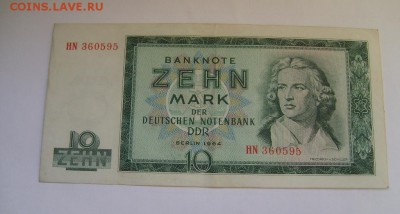 COINS.LAVE.RU
HN 360595
BANKNOTE
ZEHN
MARK
DER
DEUTSCHEN NOTENBANK
DDR
BERLIN 1964
10
ZEHN
10
HN 360595